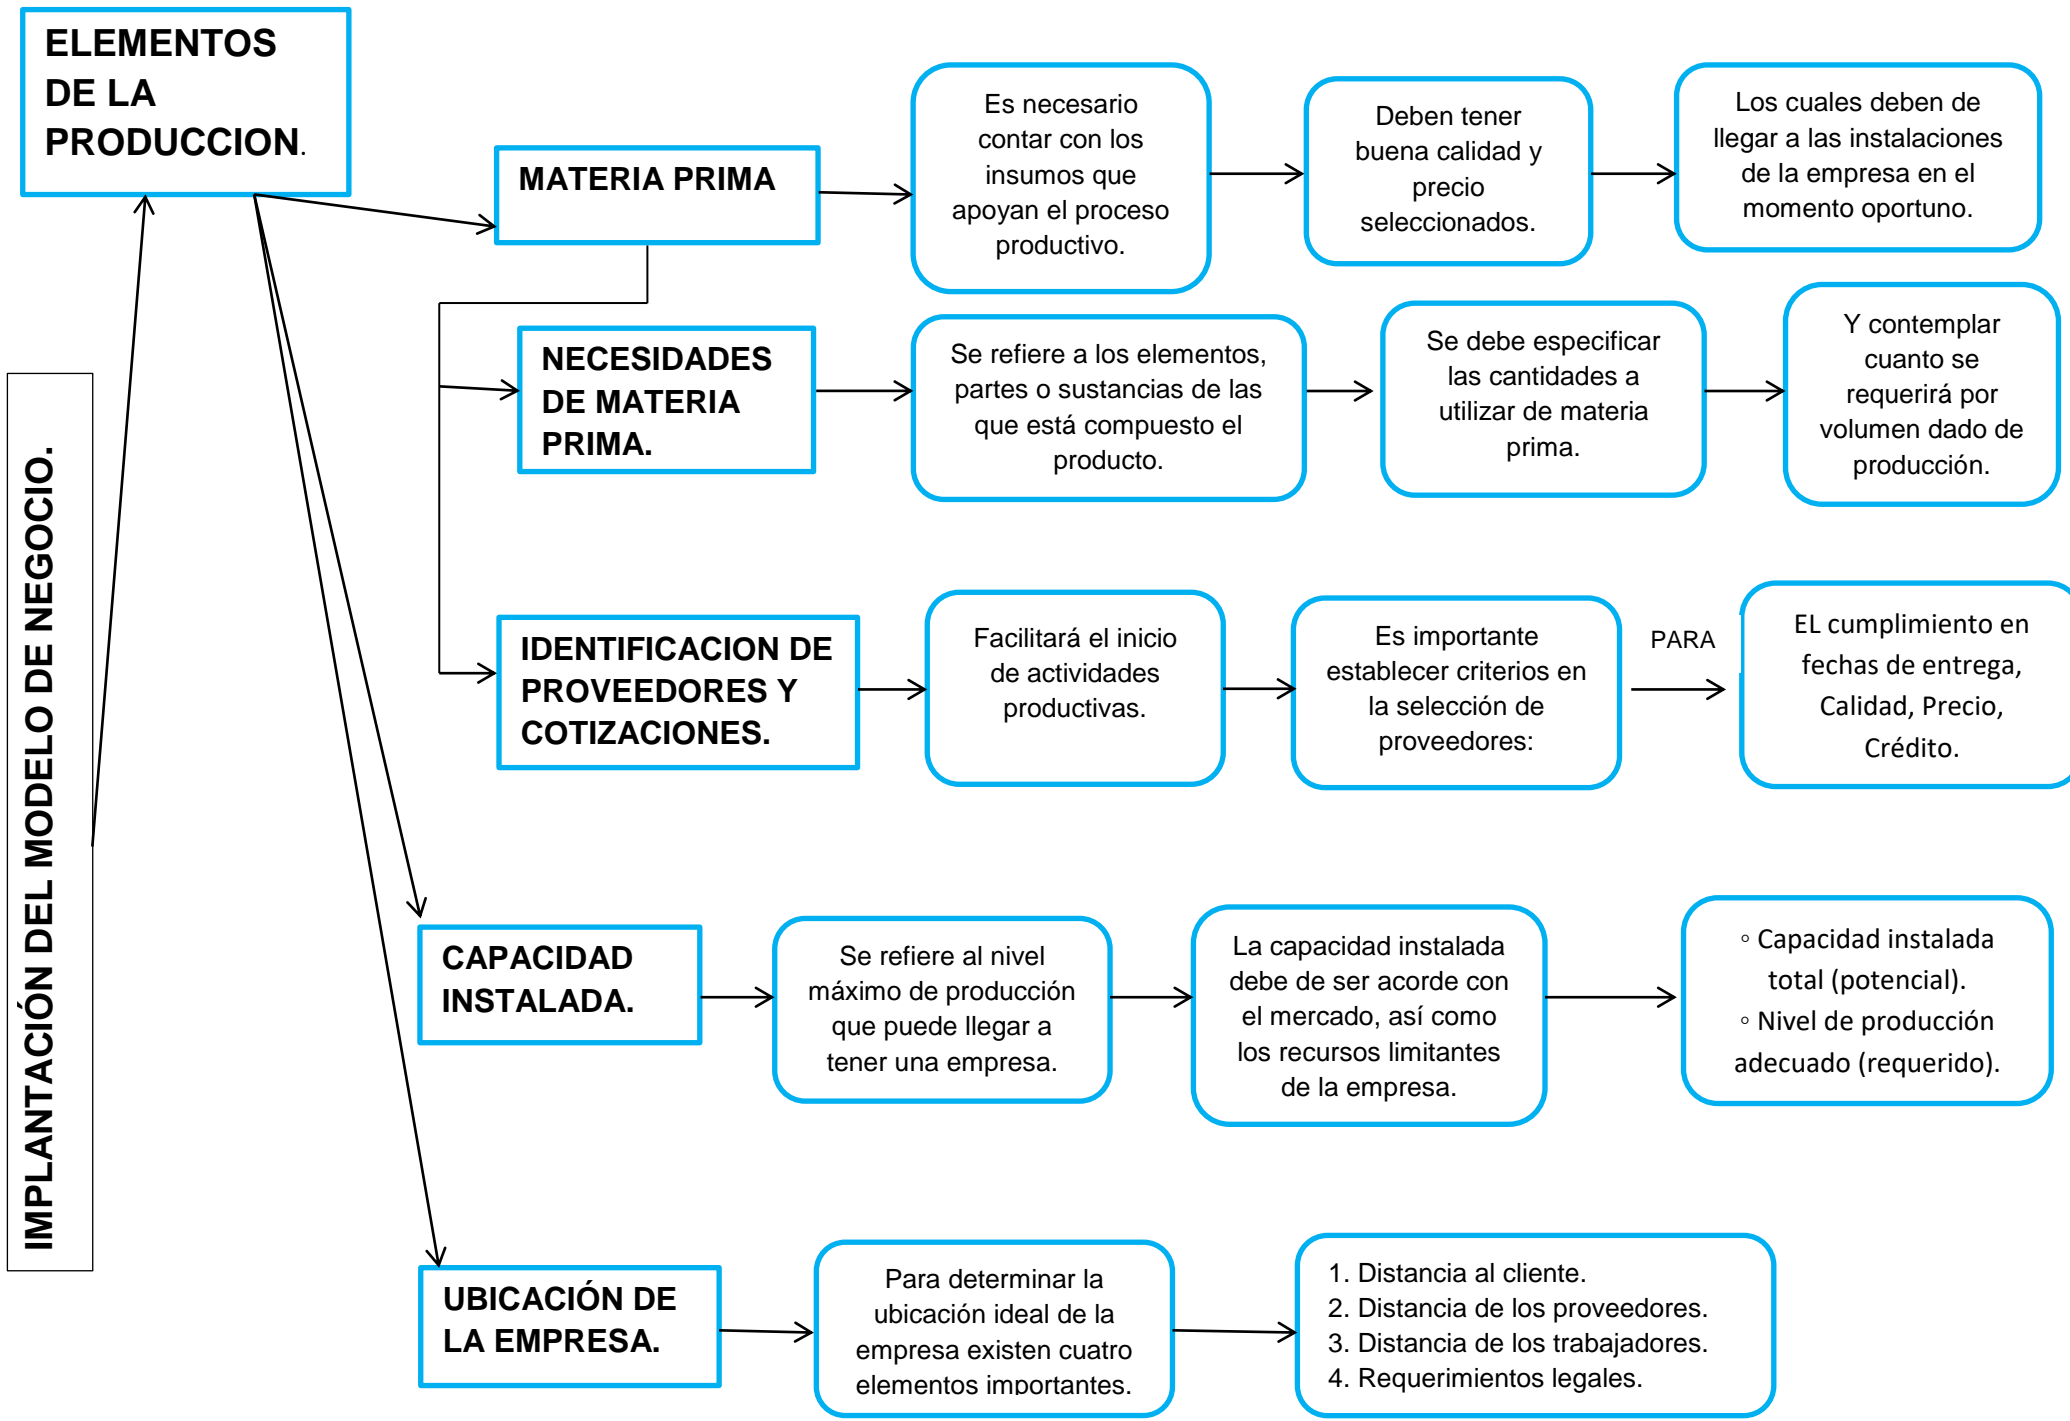 IMPLANTACIÓN DEL MODELO DE NEGOCIO.
ELEMENTOS
DE LA
PRODUCCION.
MATERIA PRIMA
Es necesario
contar con los
insumos que
apoyan el proceso
productivo.
Deben tener
buena calidad y
precio
seleccionados.
Los cuales deben de
llegar a las instalaciones
de la empresa en el
momento oportuno.
NECESIDADES
DE MATERIA
PRIMA.
Se refiere a los elementos,
partes o sustancias de las
que está compuesto el
producto.
Se debe especificar
las cantidades a
utilizar de materia
prima.
Y contemplar
cuanto se
requerirá por
volumen dado de
producción.
IDENTIFICACION DE
PROVEEDORES Y
COTIZACIONES.
Facilitará el inicio
de actividades
productivas.
Es importante
establecer criterios en
la selección de
proveedores:
PARA
EL cumplimiento en
fechas de entrega,
Calidad, Precio,
Crédito.
CAPACIDAD
INSTALADA.
Se refiere al nivel
máximo de producción
que puede llegar a
tener una empresa.
La capacidad instalada
debe de ser acorde con
el mercado, así como
los recursos limitantes
de la empresa.
◦ Capacidad instalada
total (potencial).
◦ Nivel de producción
adecuado (requerido).
UBICACIÓN DE
LA EMPRESA.
Para determinar la
ubicación ideal de la
empresa existen cuatro
elementos importantes.
1. Distancia al cliente.
2. Distancia de los proveedores.
3. Distancia de los trabajadores.
4. Requerimientos legales.